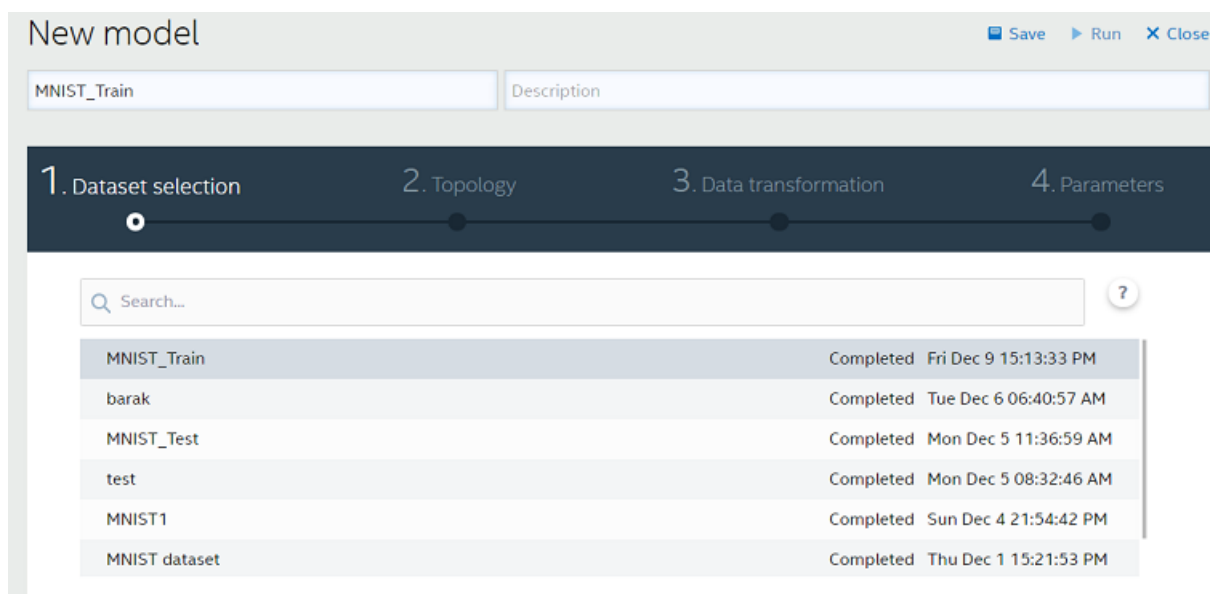 New model
Save Run Close
MNIST_Train Description
1. Dataset selection 2. Topology 3. Data transformation 4. Parameters
Search...
?
MNIST_Train Completed Fri Dec 9 15:13:33 PM
barak Completed Tue Dec 6 06:40:57 AM
MNIST_Test Completed Mon Dec 5 11:36:59 AM
test Completed Mon Dec 5 08:32:46 AM
MNIST1 Completed Sun Dec 4 21:54:42 PM
MNIST dataset Completed Thu Dec 1 15:21:53 PM